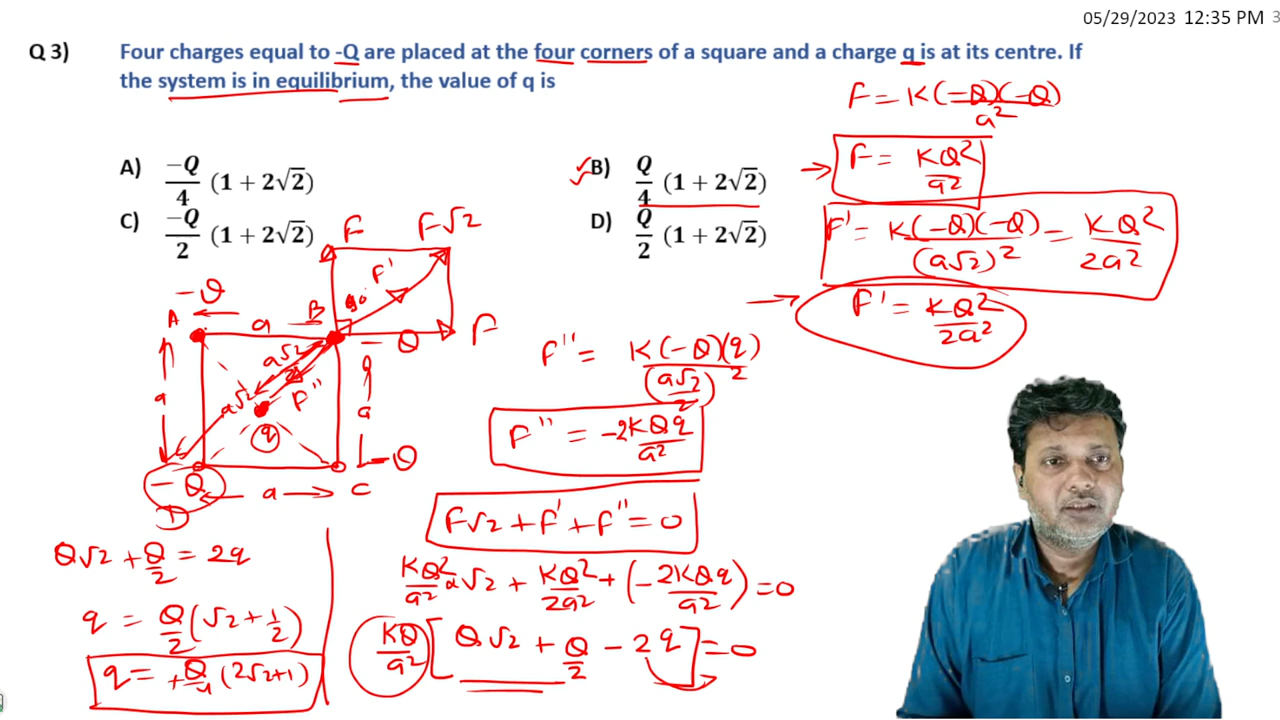 05/29/2023 12:35 PM 3
Q 3) Four charges equal to -Q are placed at the four corners of a square and a charge q is at its centre. If
the system is in equilibrium, the value of q is
A) -Q/4 (1 + 2√2)
B) Q/4 (1 + 2√2)
C) -Q/2 (1 + 2√2)
D) Q/2 (1 + 2√2)
F = K(-Q)(-Q)/a²
F = KQ²/a²
F' = K(-Q)(-Q)/(a√2)² = KQ²/2a²
F' = KQ²/2a²
F F√2
F'
90°
-Q
A a B
-Q F
a√2
F''
a a√2 a
q
-Q -Q
D a C
F'' = K(-Q)(q)/(a√2/2)²
F'' = -2KQq/a²
F√2 + F' + F'' = 0
KQ²/a² × √2 + KQ²/2a² + (-2KQq/a²) = 0
KQ/a² [Q√2 + Q/2 - 2q] = 0
Q√2 + Q/2 = 2q
q = Q/2 (√2 + 1/2)
q = +Q/4 (2√2+1)